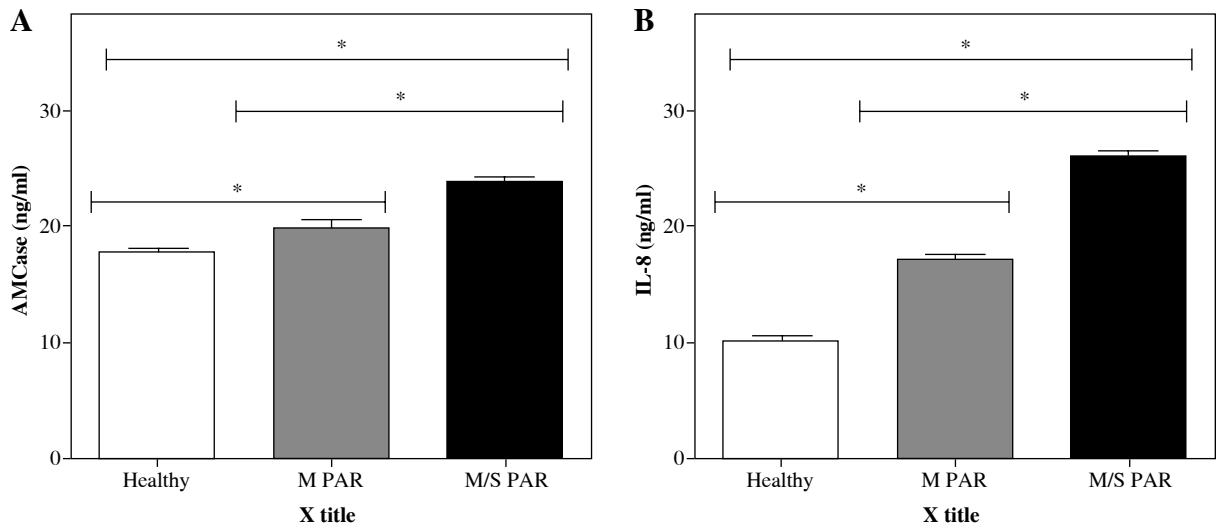 A
*
*
*
30
20
10
0
AMCase (ng/ml)
Healthy
M PAR
M/S PAR
X title
B
*
*
*
30
20
10
0
IL-8 (ng/ml)
Healthy
M PAR
M/S PAR
X title